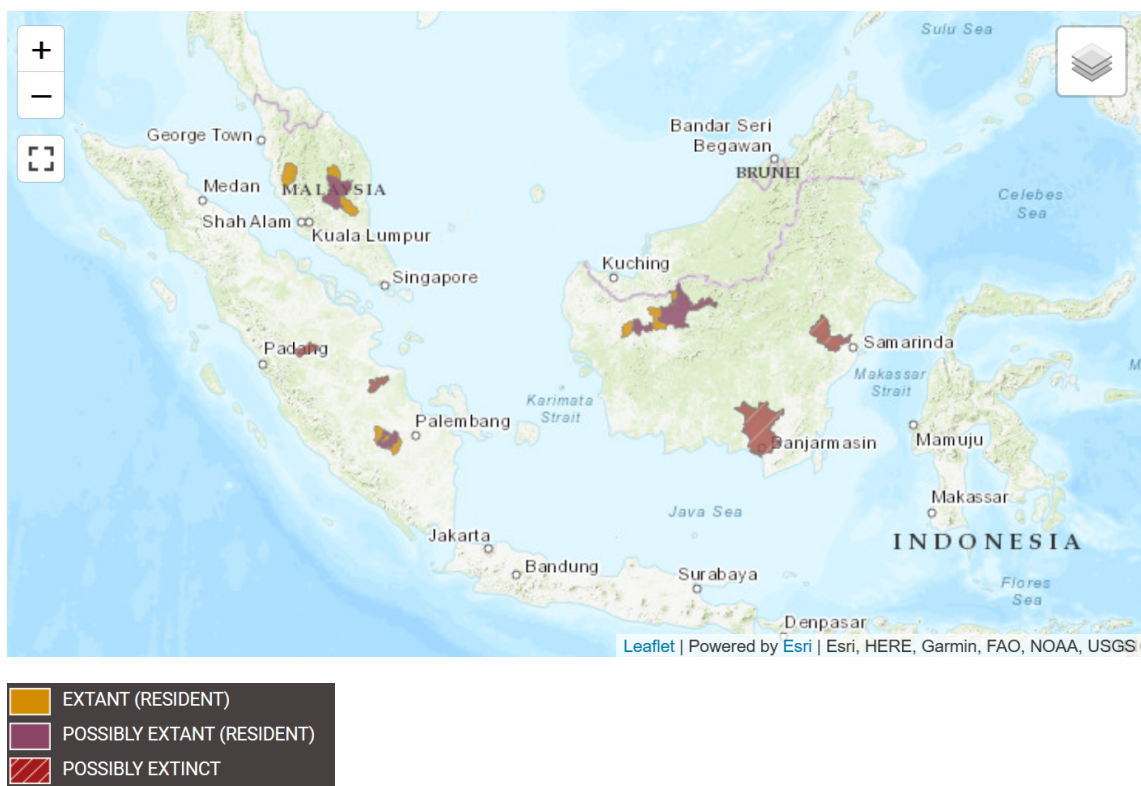 +
Sulu Sea
−
Bandar Seri
Begawan
George Town
BRUNEI
Medan
MALAYSIA
Celebes
Sea
Shah Alam
Kuala Lumpur
Kuching
Singapore
Samarinda
Padang
Makassar
Strait
Karimata
Strait
Palembang
Banjarmasin
Mamuju
Makassar
Java Sea
Jakarta
INDONESIA
Bandung
Surabaya
Flores
Sea
Denpasar
Leaflet | Powered by Esri | Esri, HERE, Garmin, FAO, NOAA, USGS
EXTANT (RESIDENT)
POSSIBLY EXTANT (RESIDENT)
POSSIBLY EXTINCT